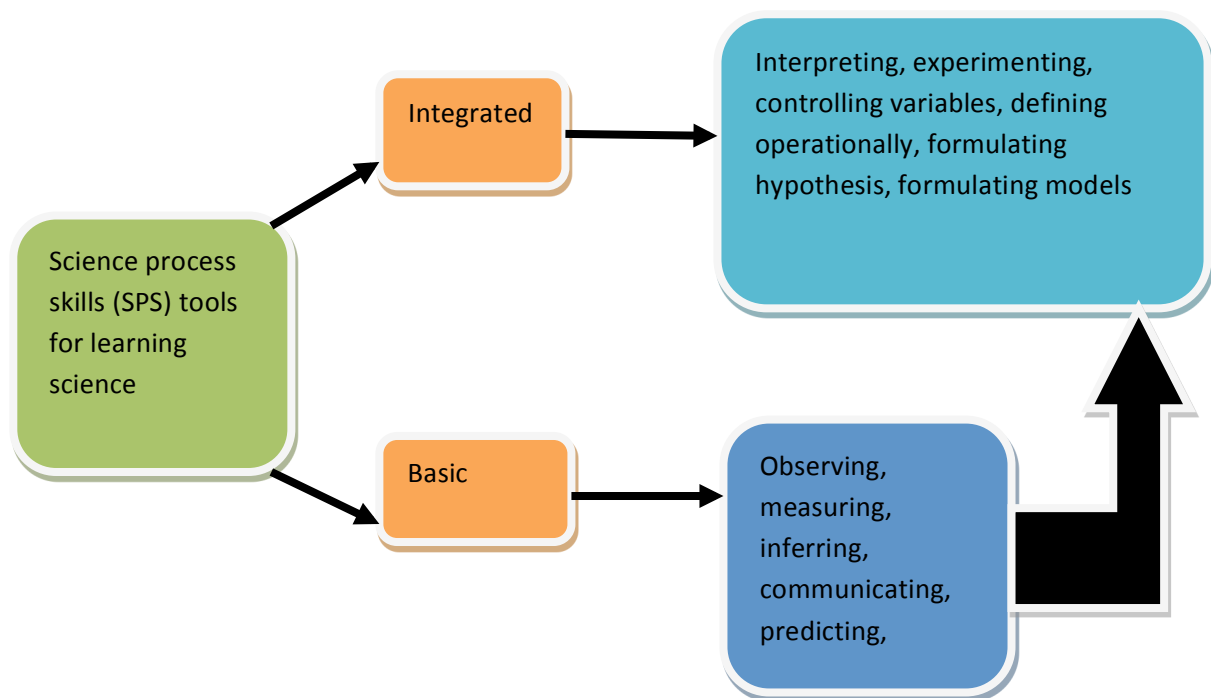 Integrated
Interpreting, experimenting,
controlling variables, defining
operationally, formulating
hypothesis, formulating models
Science process
skills (SPS) tools
for learning
science
Basic
Observing,
measuring,
inferring,
communicating,
predicting,